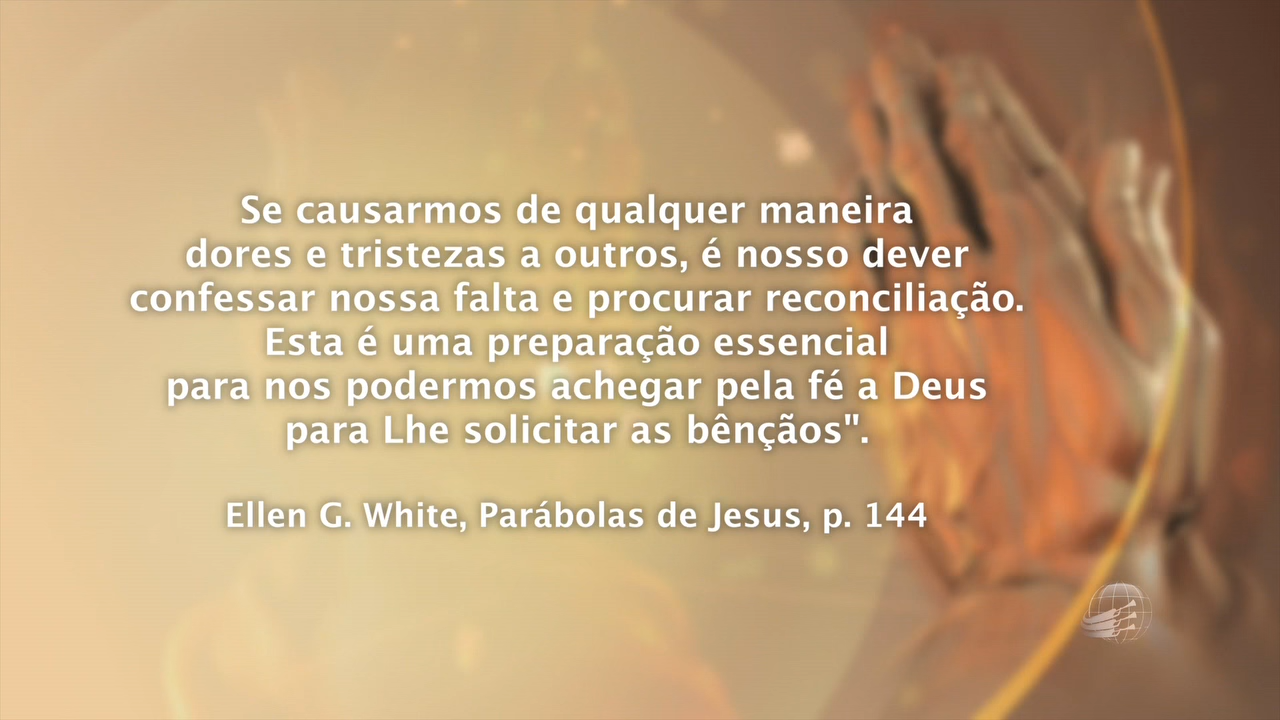 Se causarmos de qualquer maneira
dores e tristezas a outros, é nosso dever
confessar nossa falta e procurar reconciliação.
Esta é uma preparação essencial
para nos podermos achegar pela fé a Deus
para Lhe solicitar as bênçãos".
Ellen G. White, Parábolas de Jesus, p. 144